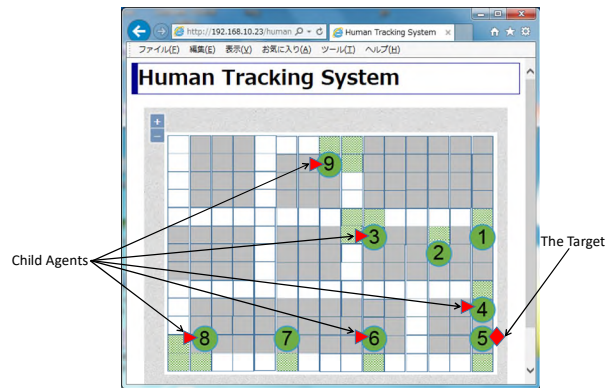 http://192.168.10.23/human
Human Tracking System
ファイル(F) 編集(E) 表示(V) お気に入り(A) ツール(T) ヘルプ(H)
Human Tracking System
+
−
9
3
1
2
Child Agents
The Target
4
8
7
6
5